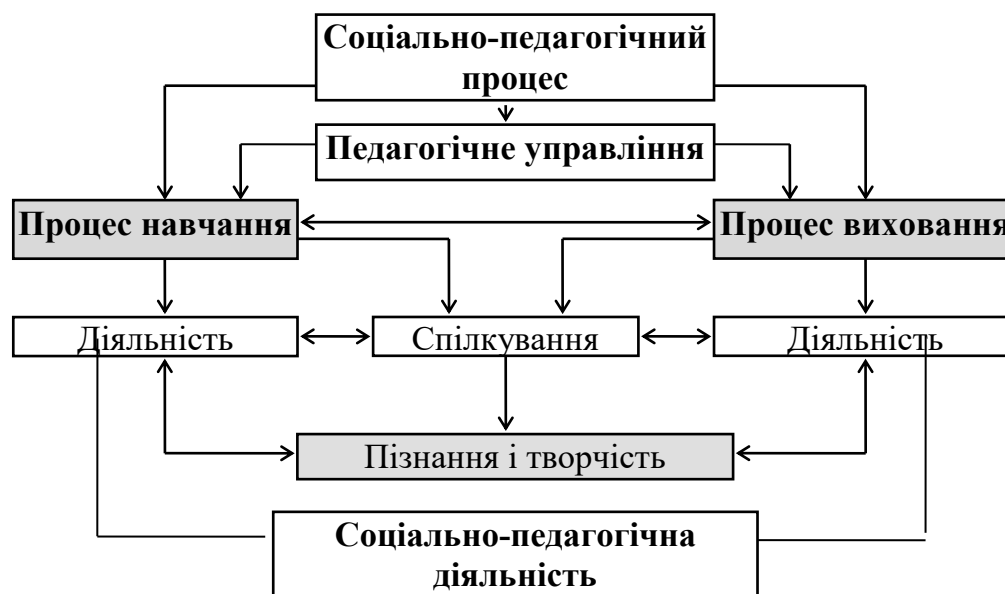 Соціально-педагогічний
процес
Педагогічне управління
Процес навчання
Процес виховання
Діяльність
Спілкування
Діяльність
Пізнання і творчість
Соціально-педагогічна
діяльність